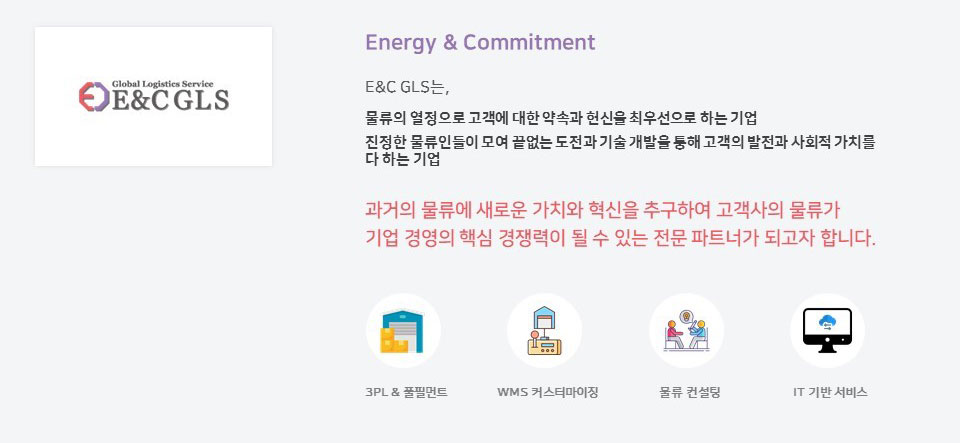 Global Logistics Service
E&C GLS
Energy & Commitment
E&C GLS는,
물류의 열정으로 고객에 대한 약속과 헌신을 최우선으로 하는 기업
진정한 물류인들이 모여 끝없는 도전과 기술 개발을 통해 고객의 발전과 사회적 가치를
다 하는 기업
과거의 물류에 새로운 가치와 혁신을 추구하여 고객사의 물류가
기업 경영의 핵심 경쟁력이 될 수 있는 전문 파트너가 되고자 합니다.
3PL & 풀필먼트
WMS 커스터마이징
물류 컨설팅
IT 기반 서비스